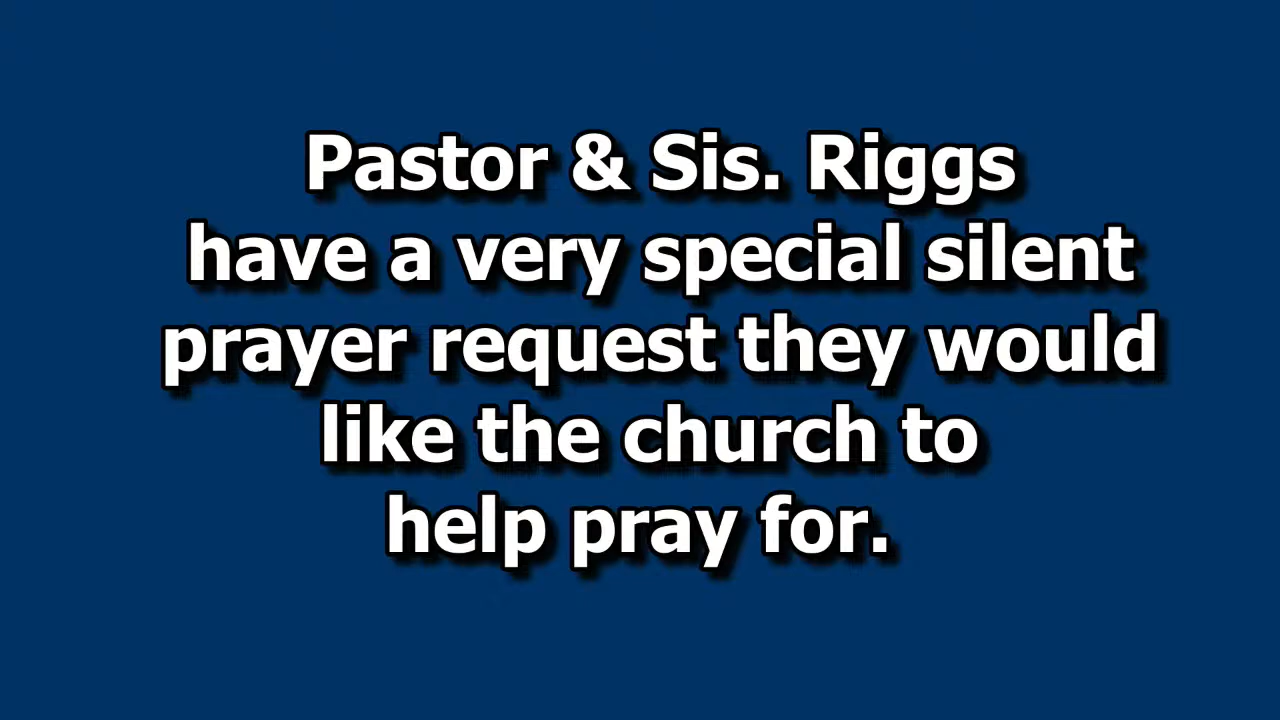 Pastor & Sis. Riggs
have a very special silent
prayer request they would
like the church to
help pray for.